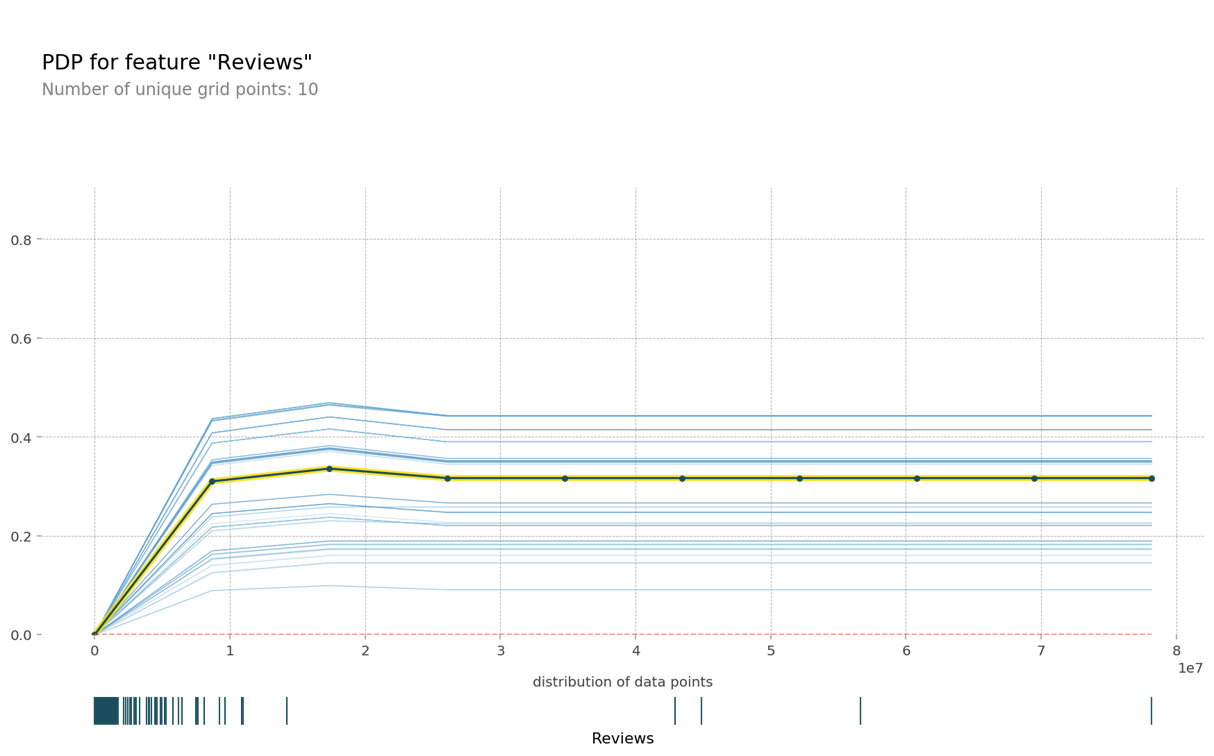 PDP for feature "Reviews"
Number of unique grid points: 10
0.8
0.6
0.4
0.2
0.0
0 1 2 3 4 5 6 7 8
1e7
distribution of data points
Reviews